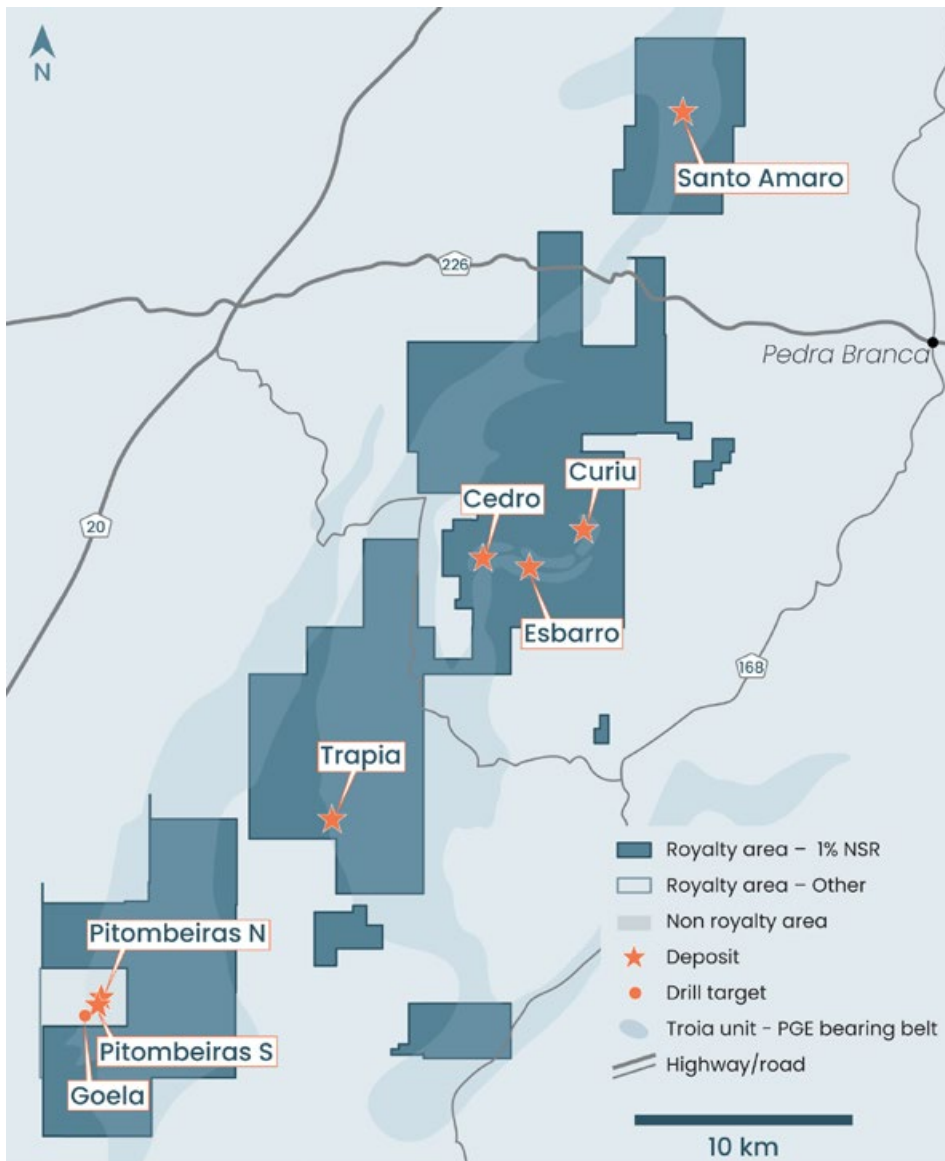 N
Santo Amaro
226
Pedra Branca
Curiu
Cedro
20
Esbarro
168
Trapia
Royalty area – 1% NSR
Royalty area – Other
Non royalty area
Deposit
Drill target
Troia unit - PGE bearing belt
Highway/road
10 km
Pitombeiras N
Pitombeiras S
Goela